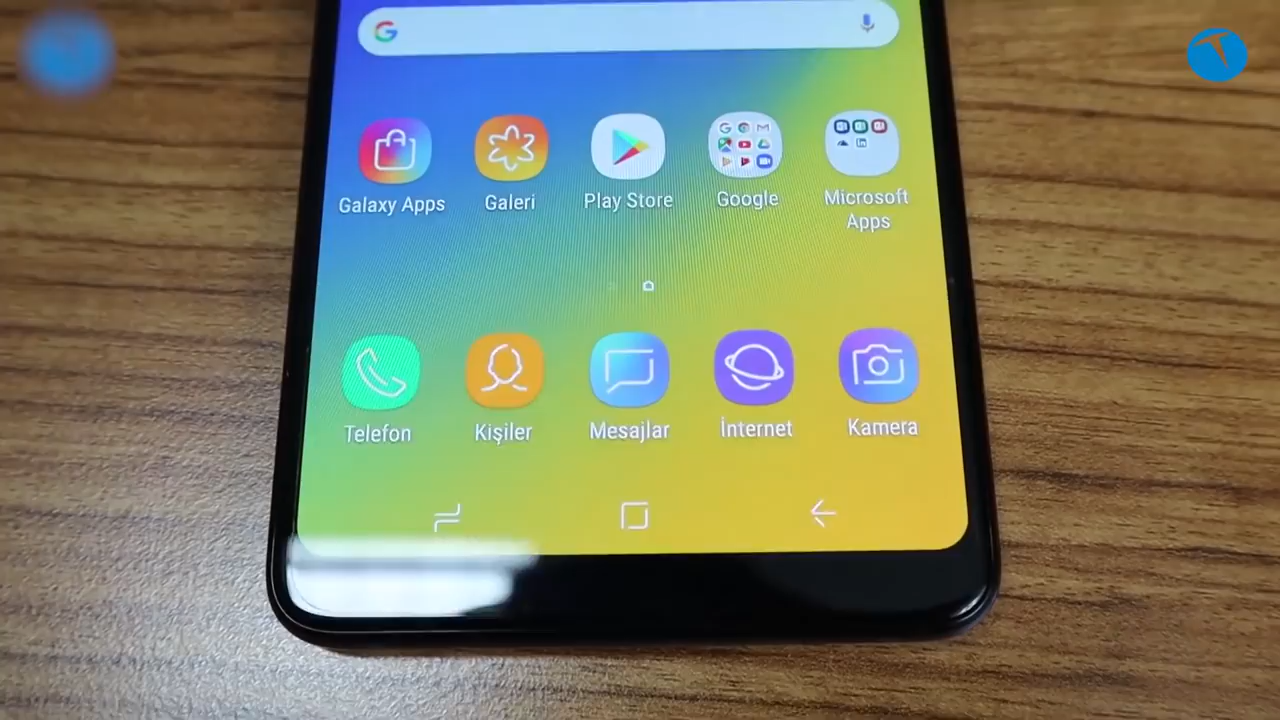 Galaxy Apps
Galeri
Play Store
Google
Microsoft
Apps
Telefon
Kişiler
Mesajlar
İnternet
Kamera